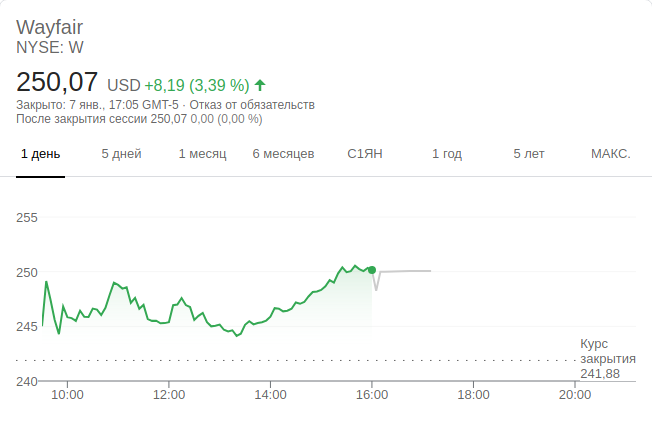 Wayfair
NYSE: W
250,07 USD +8,19 (3,39 %)
Закрыто: 7 янв., 17:05 GMT-5 · Отказ от обязательств
После закрытия сессии 250,07 0,00 (0,00 %)
1 день 5 дней 1 месяц 6 месяцев С1ЯН 1 год 5 лет МАКС.
255
250
245
Курс
закрытия
241,88
240
10:00 12:00 14:00 16:00 18:00 20:00